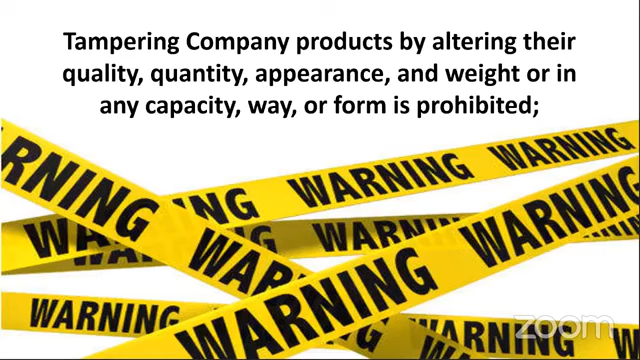 Tampering Company products by altering their
quality, quantity, appearance, and weight or in
any capacity, way, or form is prohibited;
WARNING
WARNING
WARNING
WARNING
WARNING
WARNING
WARNING
zoom